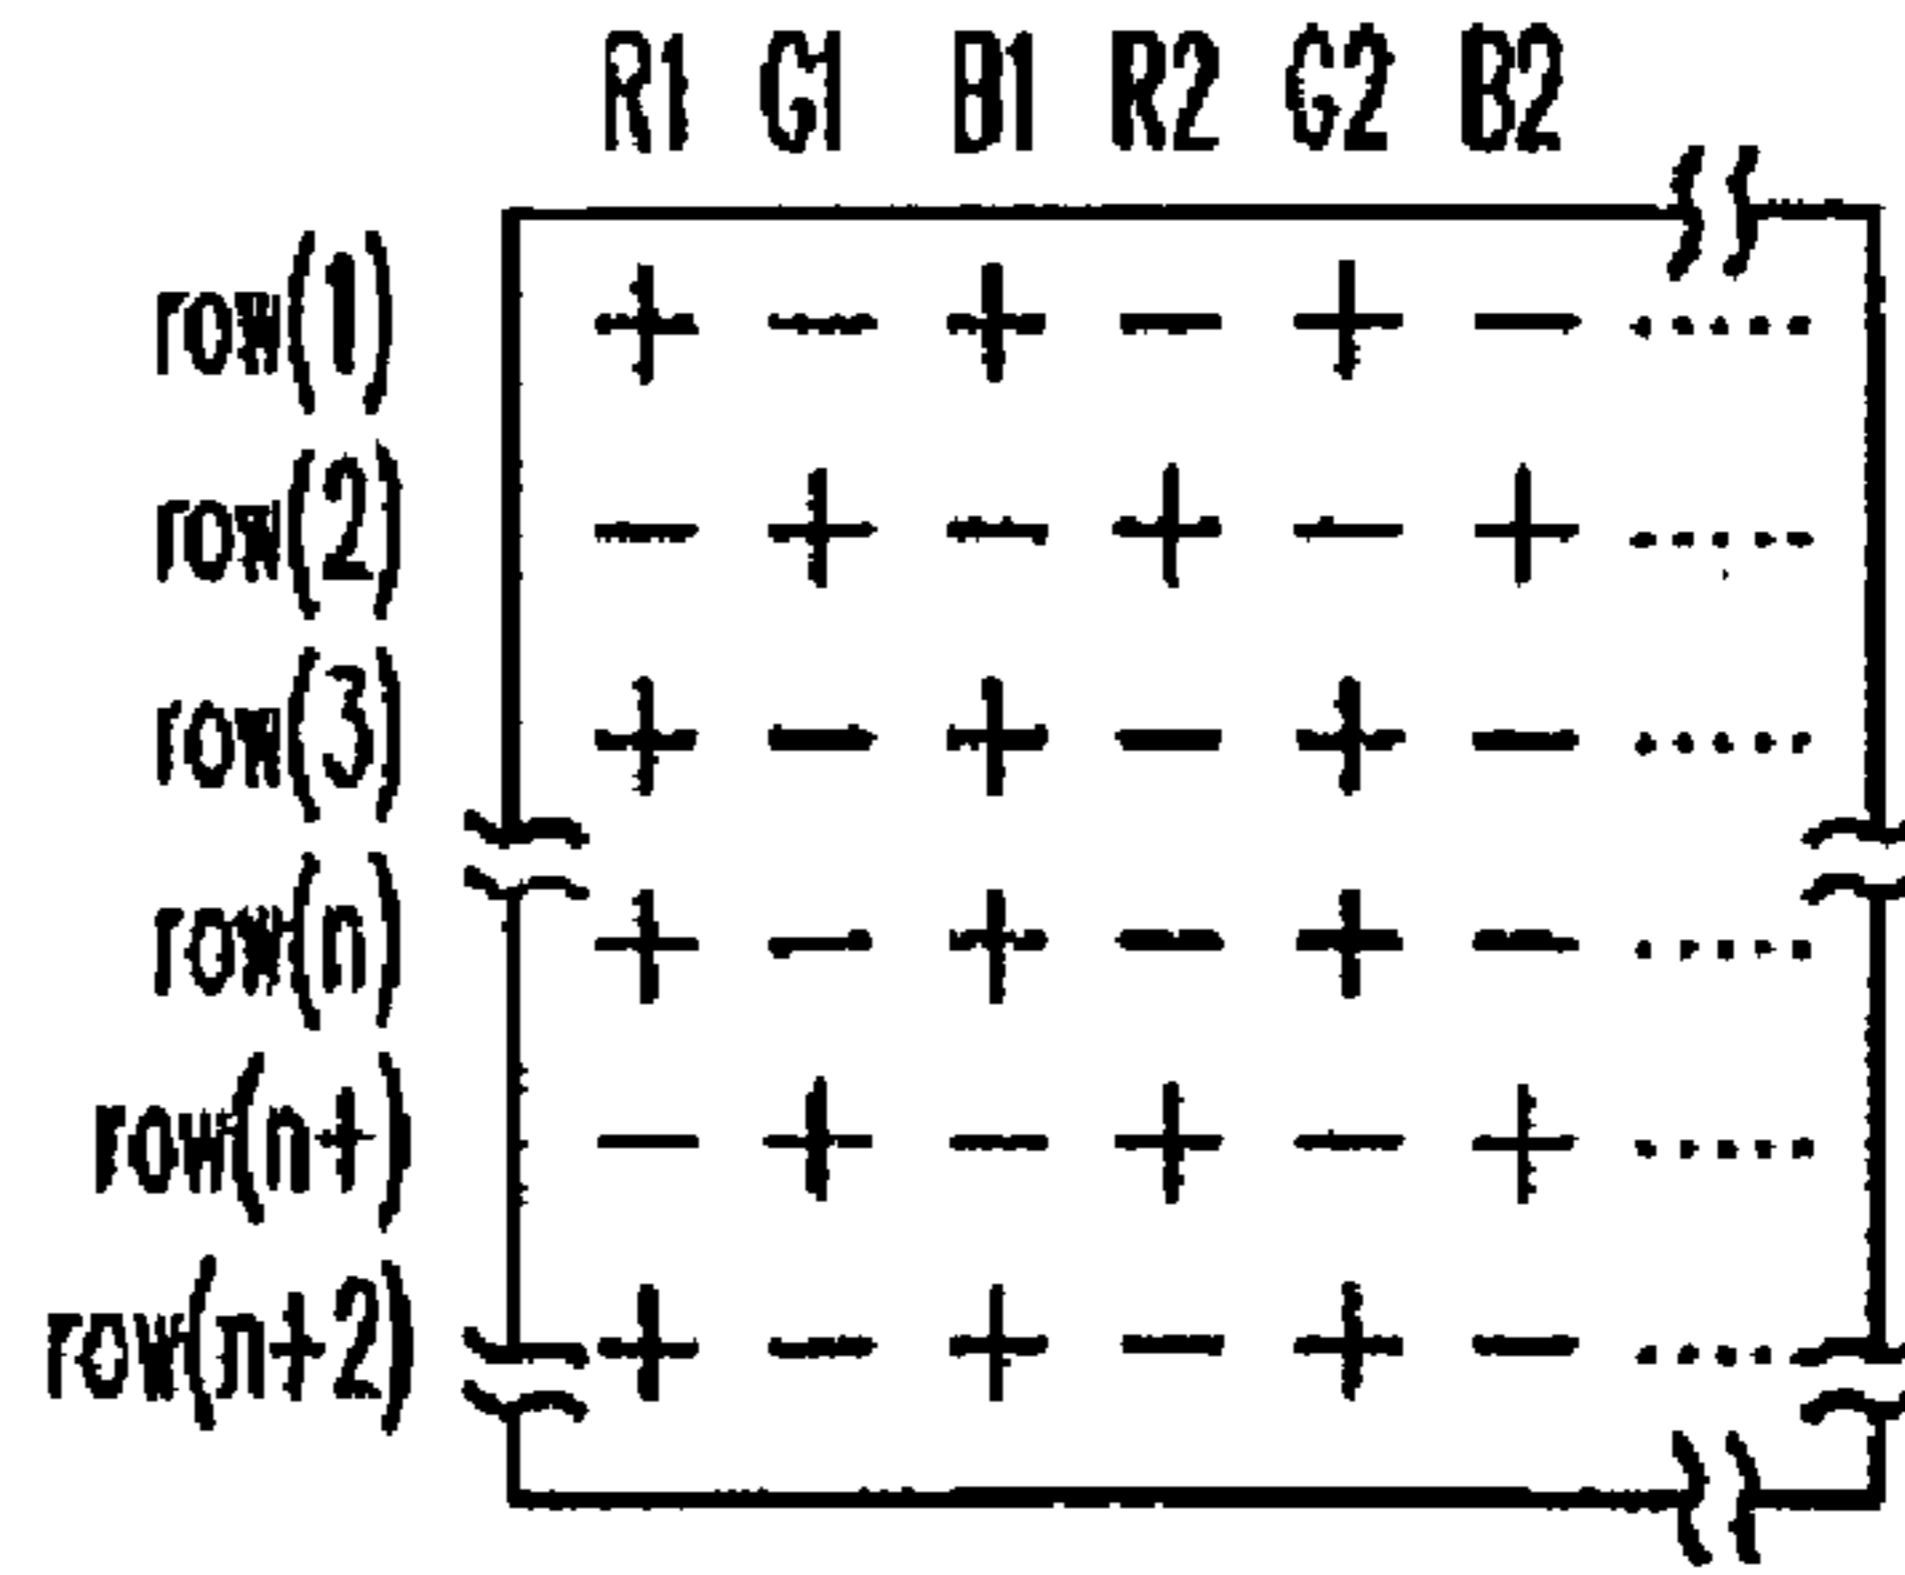 R1 G1 B1 R2 G2 B2
row(1) + − + − + − .....
row(2) − + − + − + .....
row(3) + − + − + − .....
row(n) + − + − + − .....
row(n+) − + − + − + .....
row(n+2) + − + − + − .....